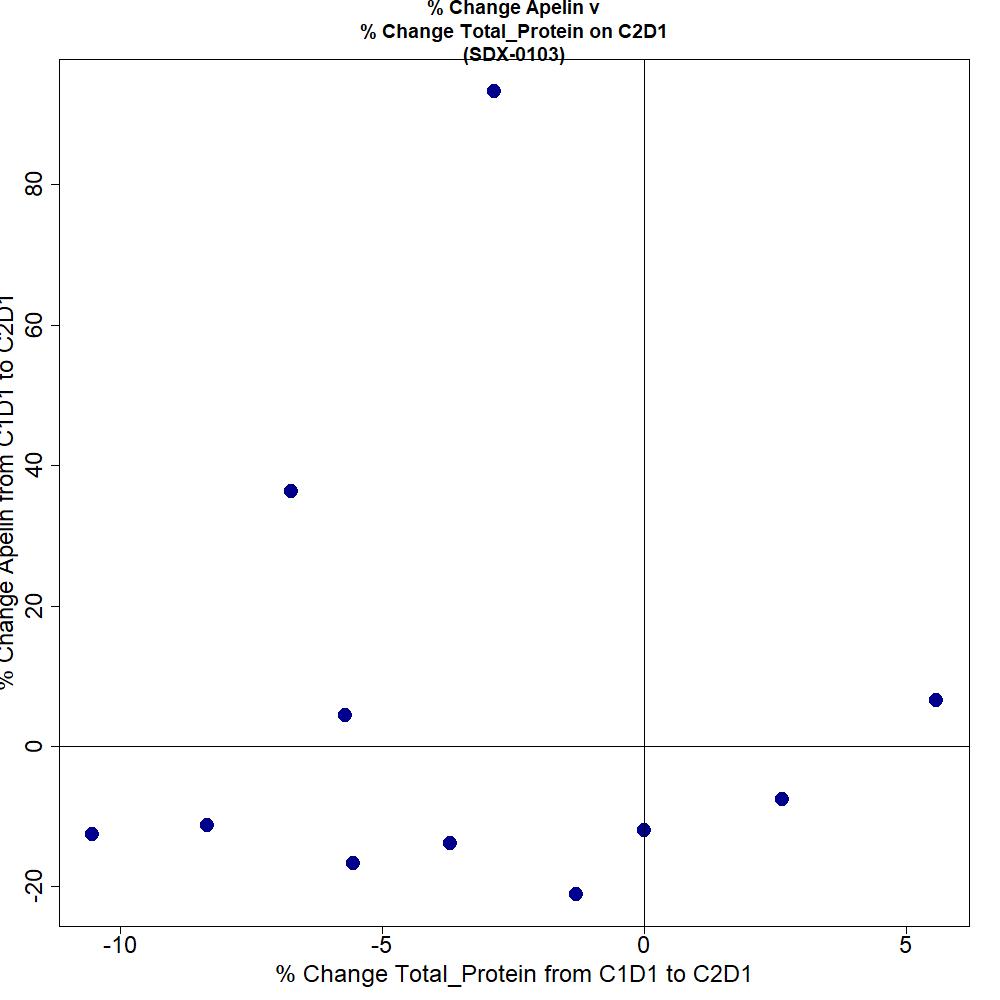 % Change Apelin v
% Change Total_Protein on C2D1
(SDX-0103)
% Change Apelin from C1D1 to C2D1
80
60
40
20
0
-20
-10
-5
0
5
% Change Total_Protein from C1D1 to C2D1